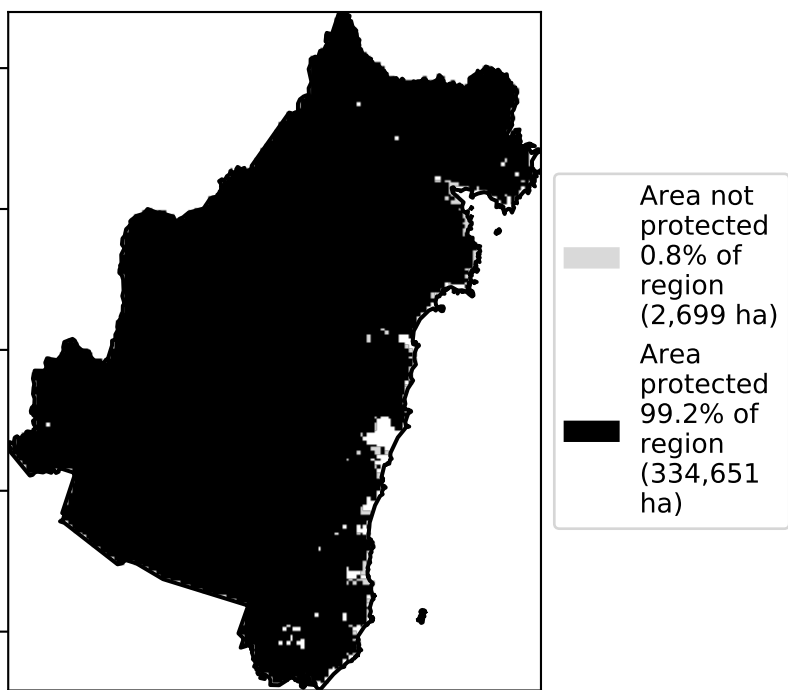 Area not
protected
0.8% of
region
(2,699 ha)
Area
protected
99.2% of
region
(334,651
ha)